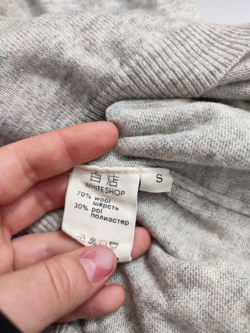 白店
WHITESHOP
70% wool
шерсть
30% pol
полиэстер
S